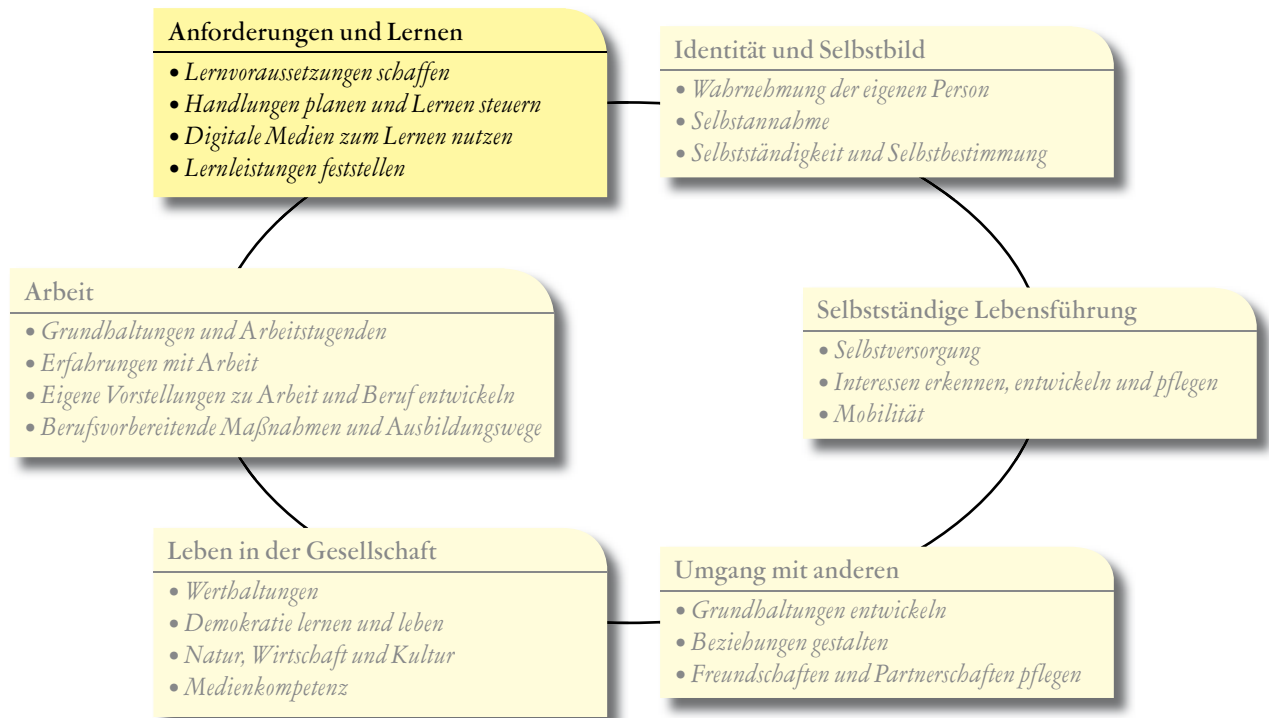 Anforderungen und Lernen
• Lernvoraussetzungen schaffen
• Handlungen planen und Lernen steuern
• Digitale Medien zum Lernen nutzen
• Lernleistungen feststellen
Identität und Selbstbild
• Wahrnehmung der eigenen Person
• Selbstannahme
• Selbstständigkeit und Selbstbestimmung
Arbeit
• Grundhaltungen und Arbeitstugenden
• Erfahrungen mit Arbeit
• Eigene Vorstellungen zu Arbeit und Beruf entwickeln
• Berufsvorbereitende Maßnahmen und Ausbildungswege
Selbstständige Lebensführung
• Selbstversorgung
• Interessen erkennen, entwickeln und pflegen
• Mobilität
Leben in der Gesellschaft
• Werthaltungen
• Demokratie lernen und leben
• Natur, Wirtschaft und Kultur
• Medienkompetenz
Umgang mit anderen
• Grundhaltungen entwickeln
• Beziehungen gestalten
• Freundschaften und Partnerschaften pflegen